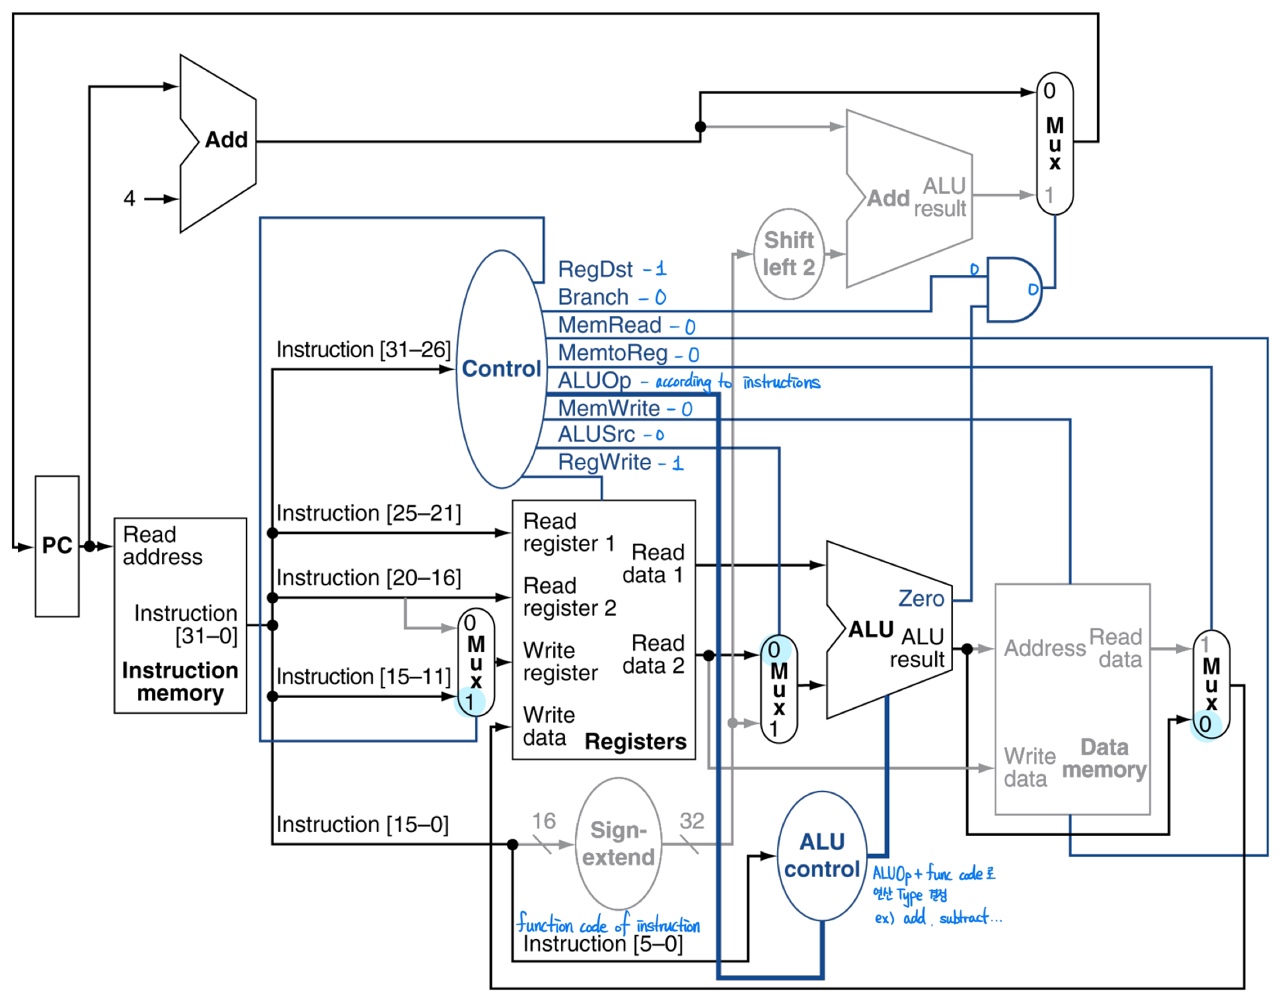 0
M
u
x
1
Add
4
Add
ALU
result
Shift
left 2
RegDst - 1
Branch - 0
MemRead - 0
MemtoReg - 0
ALUOp - according to instructions
MemWrite - 0
ALUSrc - 0
RegWrite - 1
0
0
Instruction [31–26]
Control
Instruction [25–21]
Instruction [20–16]
Instruction [15–11]
Instruction [15–0]
PC
Read
address
Instruction
[31–0]
Instruction
memory
0
M
u
x
1
Read
register 1
Read
register 2
Write
register
Write
data
Read
data 1
Read
data 2
Registers
0
M
u
x
1
Zero
ALU
ALU
result
Address
Read
data
Write
data
Data
memory
1
M
u
x
0
16
Sign-
extend
32
ALU
control
function code of instruction
Instruction [5–0]
ALUOp + func code로
연산 Type 결정
ex) add, subtract...